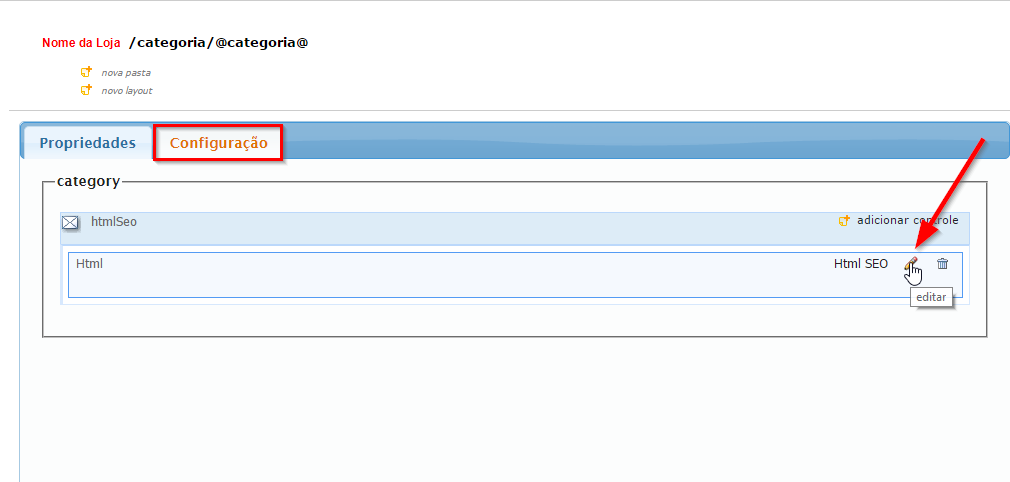 Nome da Loja /categoria/@categoria@
nova pasta
novo layout
Propriedades Configuração
category
htmlSeo adicionar controle
Html Html SEO
editar